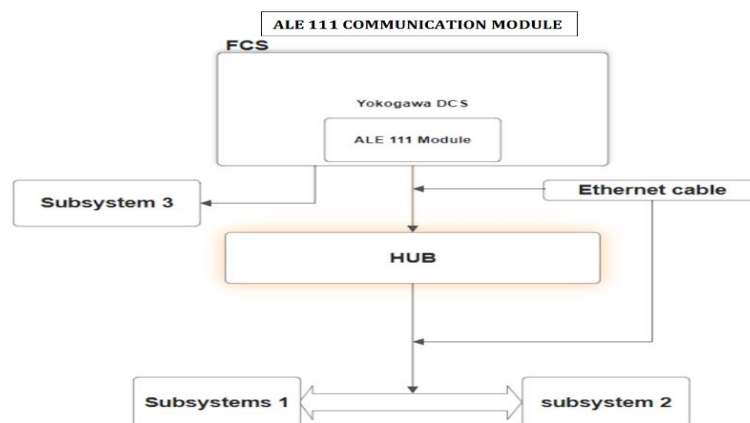 ALE 111 COMMUNICATION MODULE
FCS
Yokogawa DCS
ALE 111 Module
Subsystem 3
Ethernet cable
HUB
Subsystems 1
subsystem 2